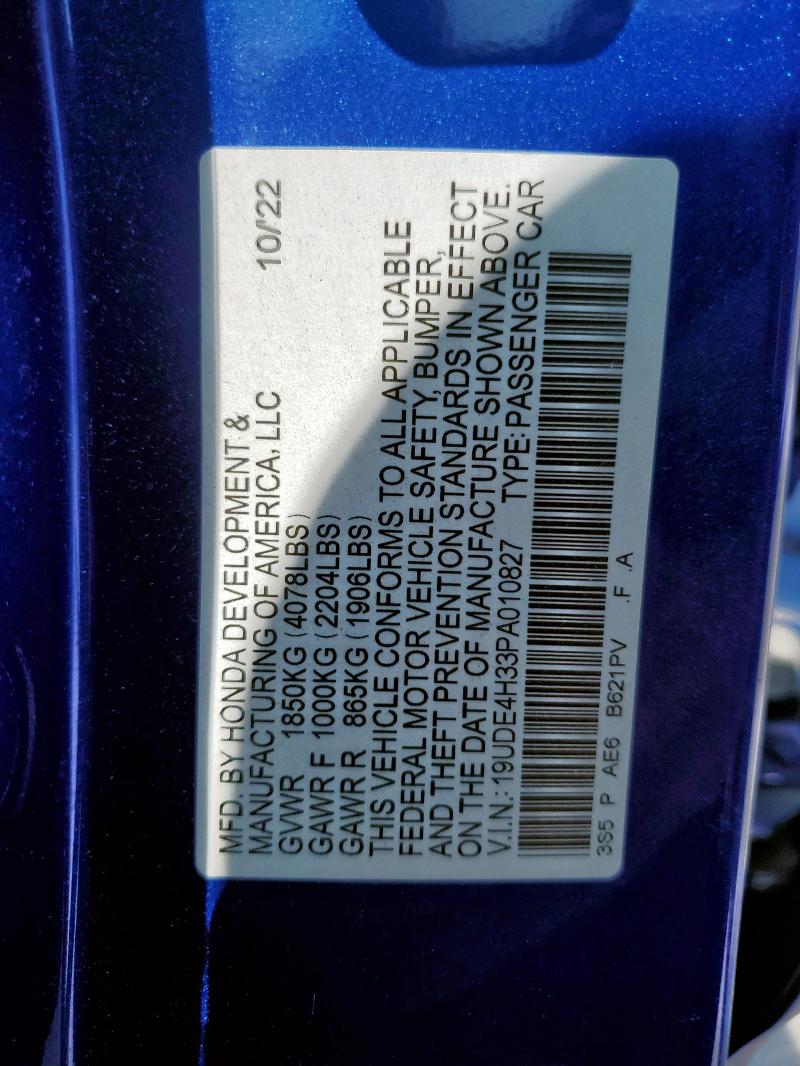 MFD. BY HONDA DEVELOPMENT &
MANUFACTURING OF AMERICA, LLC 10/'22
GVWR 1850KG (4078LBS)
GAWR F 1000KG (2204LBS)
GAWR R 865KG (1906LBS)
THIS VEHICLE CONFORMS TO ALL APPLICABLE
FEDERAL MOTOR VEHICLE SAFETY, BUMPER,
AND THEFT PREVENTION STANDARDS IN EFFECT
ON THE DATE OF MANUFACTURE SHOWN ABOVE.
V.I.N.: 19UDE4H33PA010827 TYPE: PASSENGER CAR
3S5 P AE6 B621PV .F .A